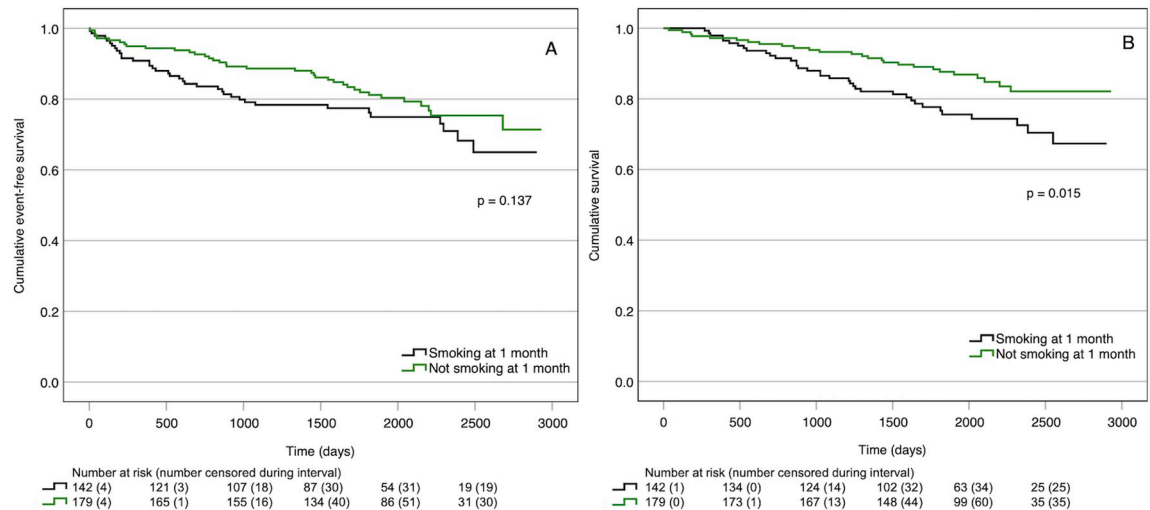 A
1.0
0.8
0.6
0.4
0.2
0.0
Cumulative event-free survival
p = 0.137
Smoking at 1 month
Not smoking at 1 month
0 500 1000 1500 2000 2500 3000
Time (days)
Number at risk (number censored during interval)
142 (4) 121 (3) 107 (18) 87 (30) 54 (31) 19 (19)
179 (4) 165 (1) 155 (16) 134 (40) 86 (51) 31 (30)
B
1.0
0.8
0.6
0.4
0.2
0.0
Cumulative survival
p = 0.015
Smoking at 1 month
Not smoking at 1 month
0 500 1000 1500 2000 2500 3000
Time (days)
Number at risk (number censored during interval)
142 (1) 134 (0) 124 (14) 102 (32) 63 (34) 25 (25)
179 (0) 173 (1) 167 (13) 148 (44) 99 (60) 35 (35)